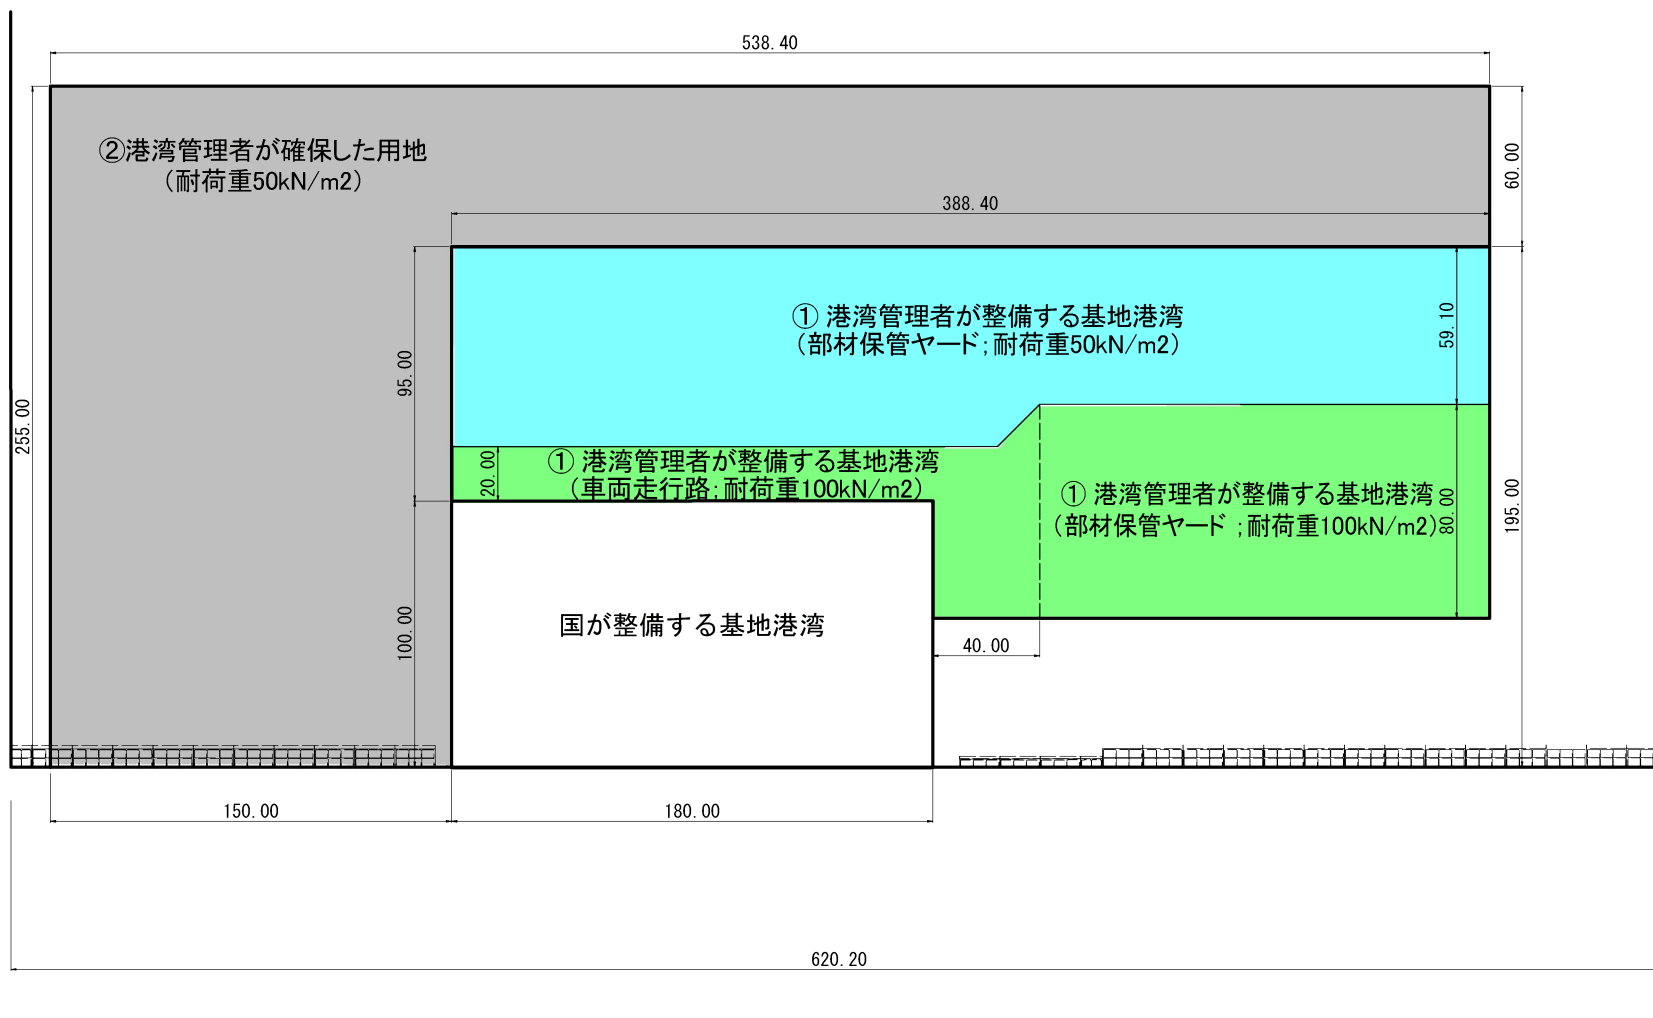 538.40
②港湾管理者が確保した用地
（耐荷重50kN/m2）
60.00
388.40
① 港湾管理者が整備する基地港湾
（部材保管ヤード；耐荷重50kN/m2）
59.10
95.00
255.00
20.00
① 港湾管理者が整備する基地港湾
（車両走行路；耐荷重100kN/m2）
① 港湾管理者が整備する基地港湾
（部材保管ヤード ；耐荷重100kN/m2）
80.00
195.00
100.00
国が整備する基地港湾
40.00
150.00
180.00
620.20